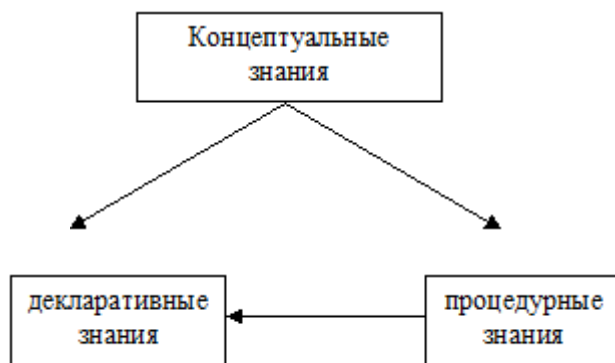 Концептуальные
знания
декларативные
знания
процедурные
знания